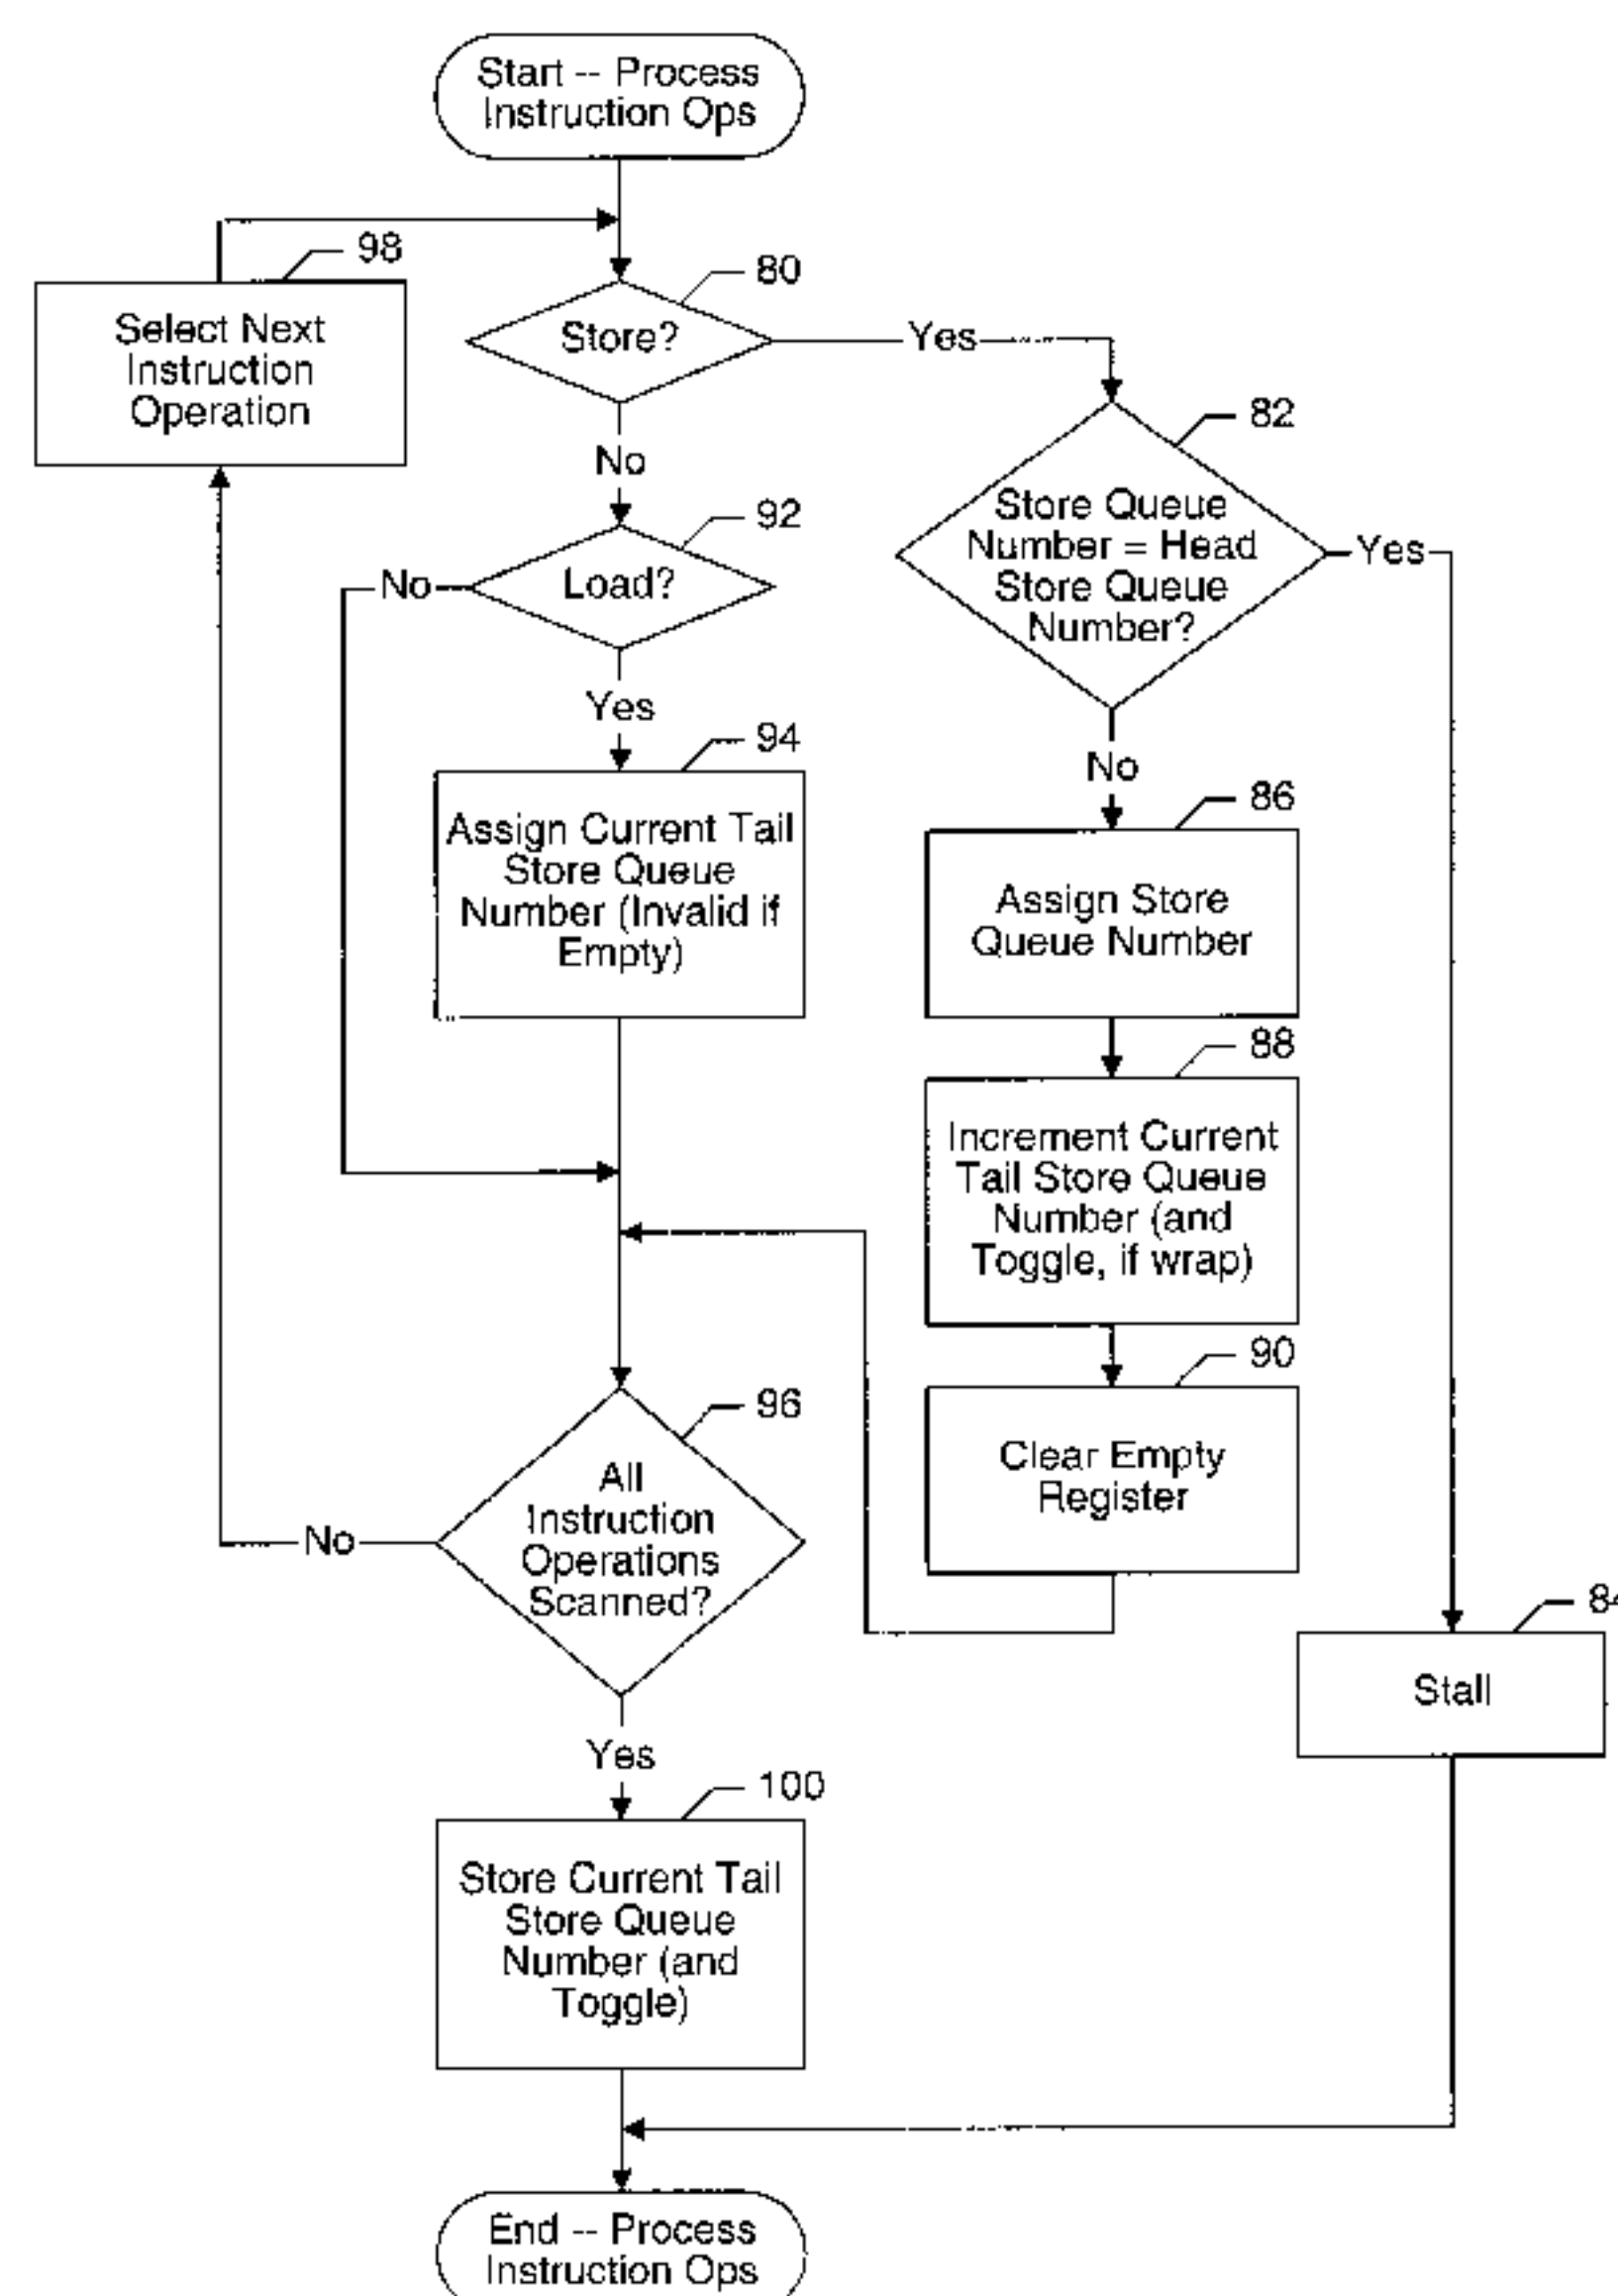 Start -- Process
Instruction Ops
98
80
Select Next
Instruction
Operation
Store?
Yes
82
No
Store Queue
Number = Head
Store Queue
Number?
Yes
92
Load?
No
Yes
94
No
86
Assign Current Tail
Store Queue
Number (Invalid if
Empty)
Assign Store
Queue Number
88
Increment Current
Tail Store Queue
Number (and
Toggle, if wrap)
90
96
Clear Empty
Register
All
Instruction
Operations
Scanned?
No
84
Stall
Yes
100
Store Current Tail
Store Queue
Number (and
Toggle)
End -- Process
Instruction Ops